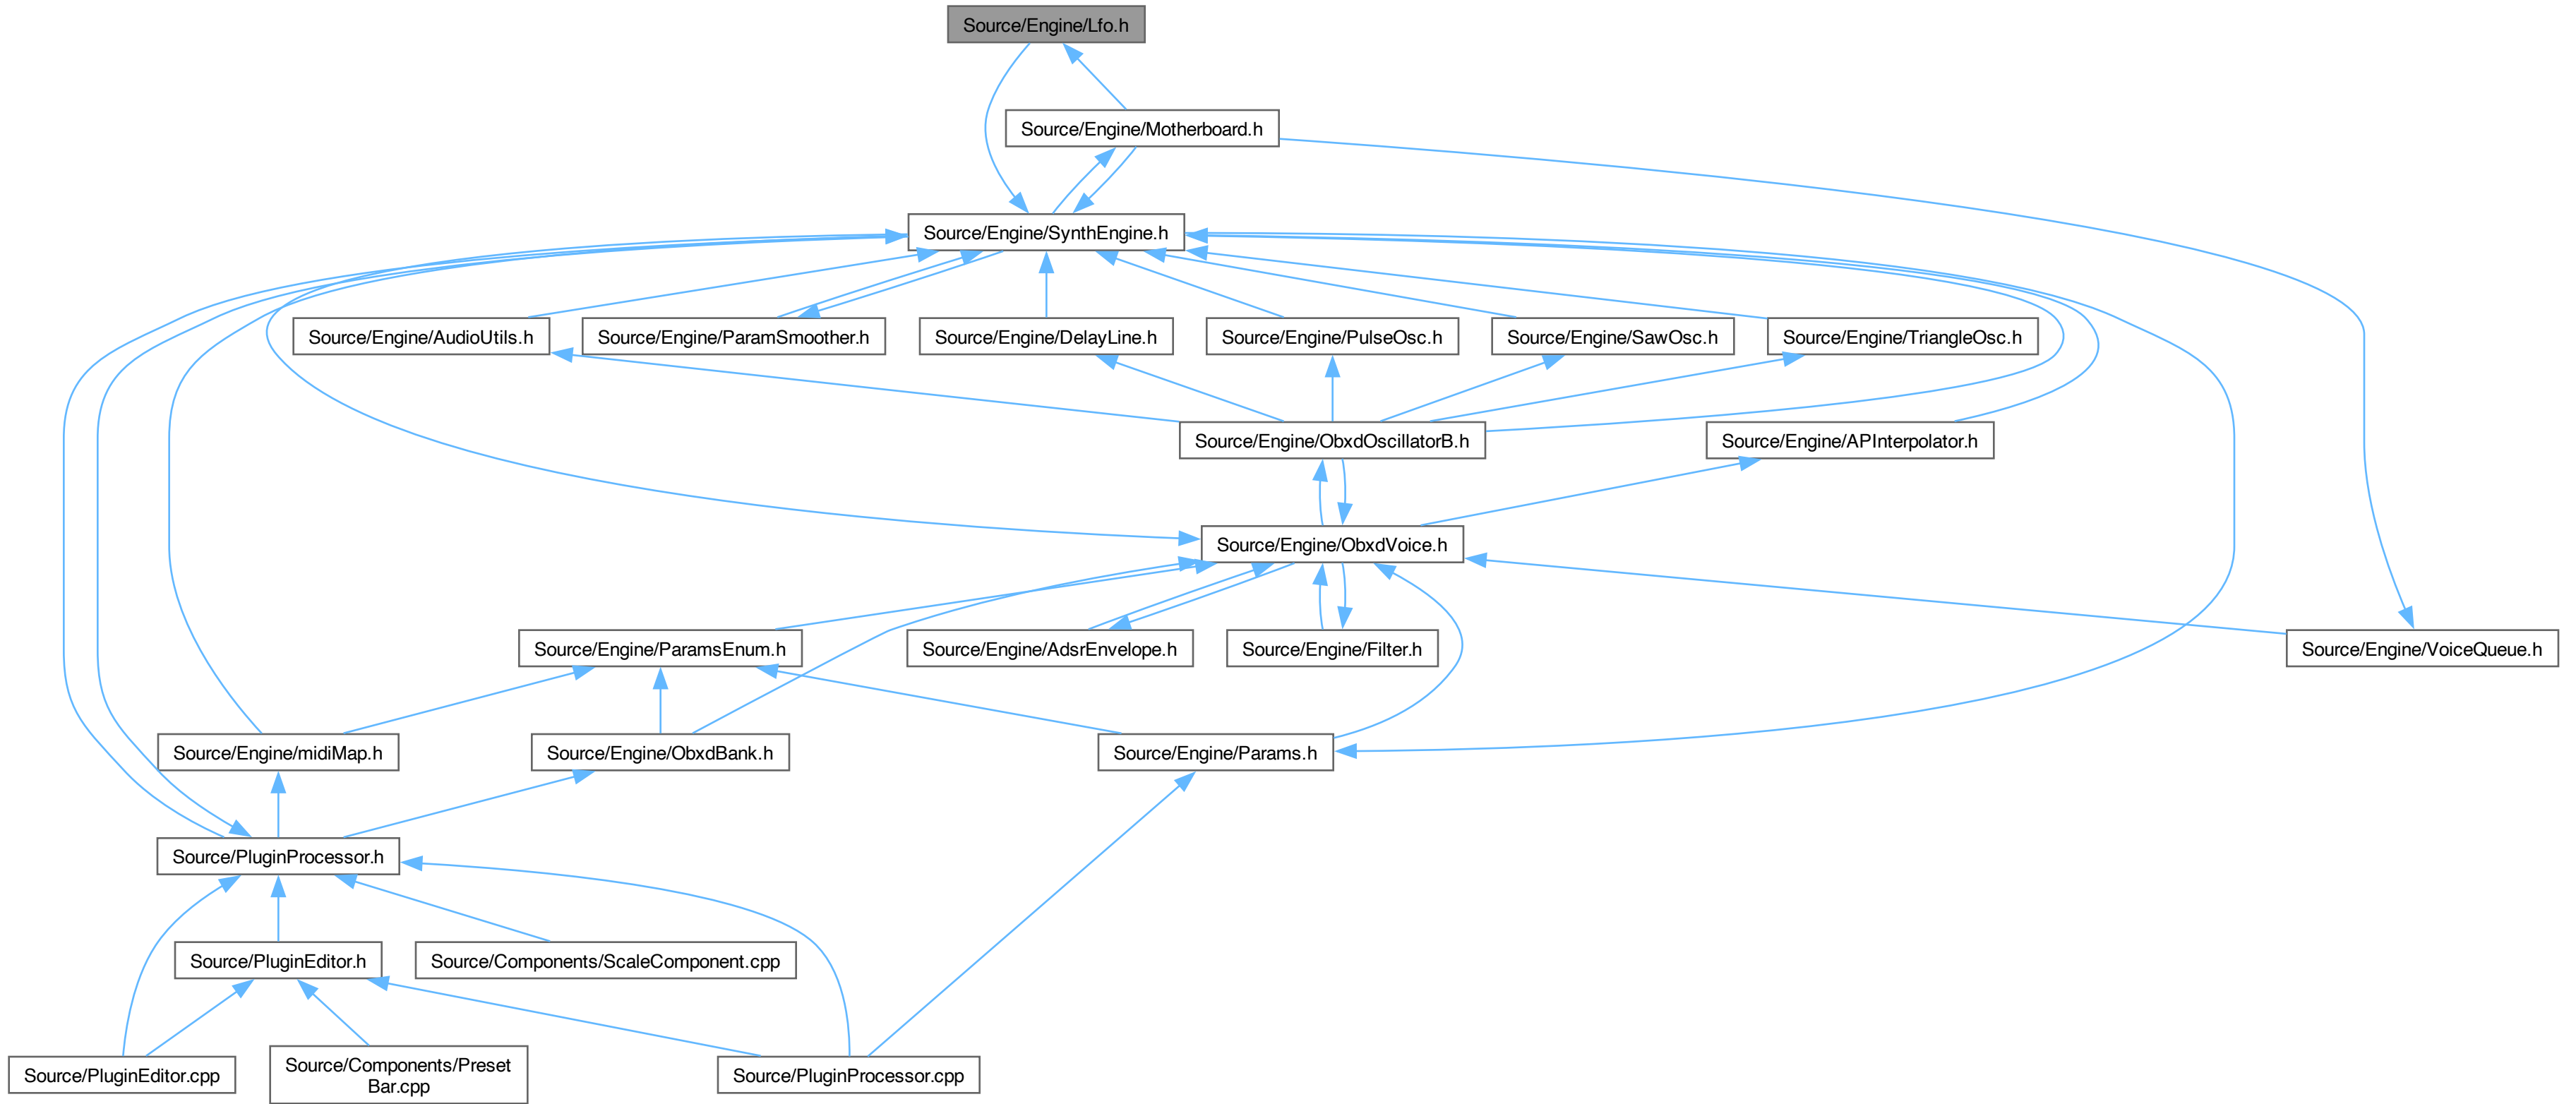 Source/Engine/Lfo.h
Source/Engine/Motherboard.h
Source/Engine/SynthEngine.h
Source/Engine/AudioUtils.h
Source/Engine/ParamSmoother.h
Source/Engine/DelayLine.h
Source/Engine/PulseOsc.h
Source/Engine/SawOsc.h
Source/Engine/TriangleOsc.h
Source/Engine/ObxdOscillatorB.h
Source/Engine/APInterpolator.h
Source/Engine/ObxdVoice.h
Source/Engine/ParamsEnum.h
Source/Engine/AdsrEnvelope.h
Source/Engine/Filter.h
Source/Engine/VoiceQueue.h
Source/Engine/midiMap.h
Source/Engine/ObxdBank.h
Source/Engine/Params.h
Source/PluginProcessor.h
Source/PluginEditor.h
Source/Components/ScaleComponent.cpp
Source/PluginEditor.cpp
Source/Components/Preset
Bar.cpp
Source/PluginProcessor.cpp